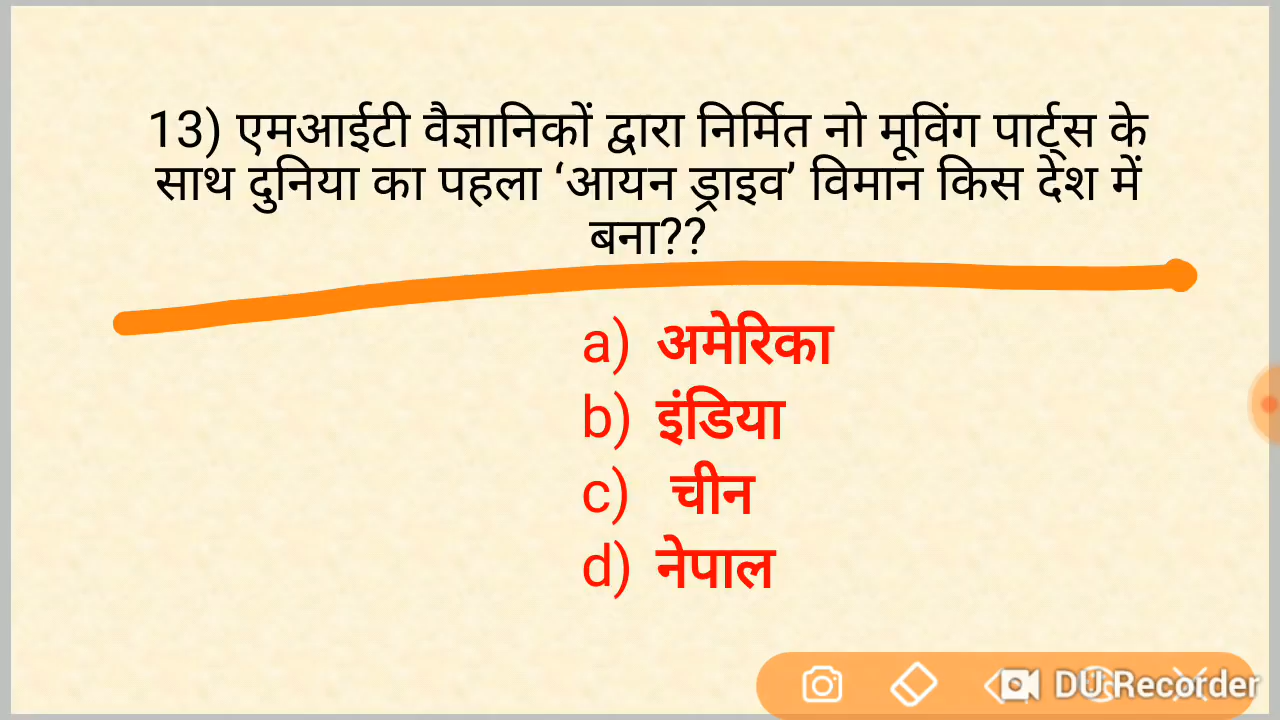 13) एमआईटी वैज्ञानिकों द्वारा निर्मित नो मूविंग पार्ट्स के
साथ दुनिया का पहला ‘आयन ड्राइव’ विमान किस देश में
बना??
a) अमेरिका
b) इंडिया
c) चीन
d) नेपाल
DU Recorder